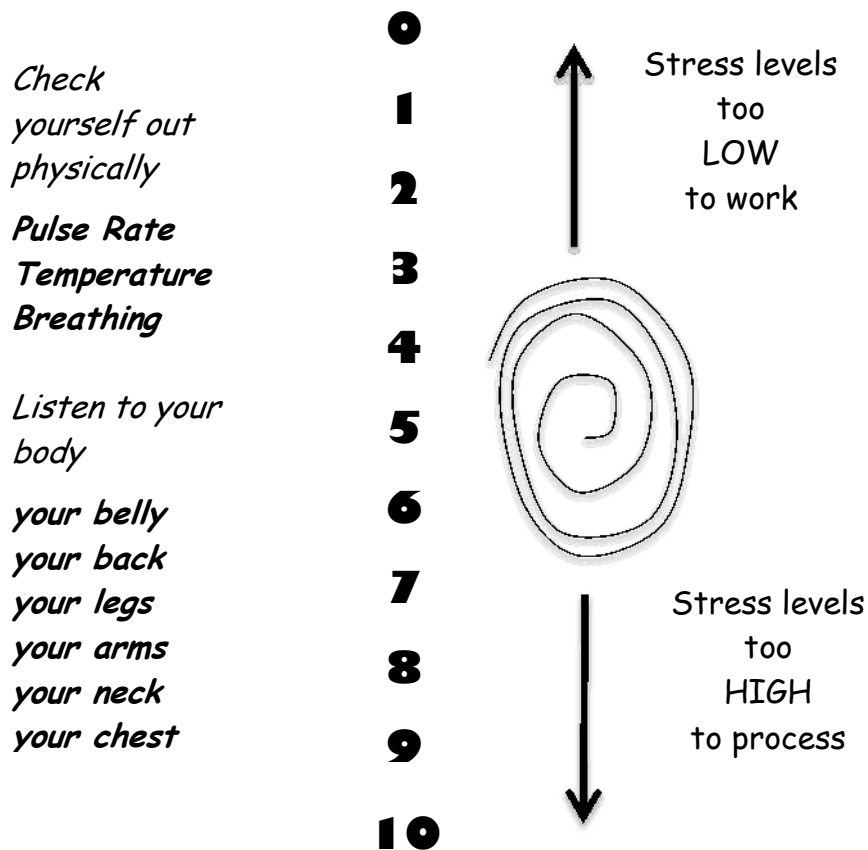 Check
yourself out
physically
Pulse Rate
Temperature
Breathing
Listen to your
body
your belly
your back
your legs
your arms
your neck
your chest
0
1
2
3
4
5
6
7
8
9
10
Stress levels
too
LOW
to work
Stress levels
too
HIGH
to process